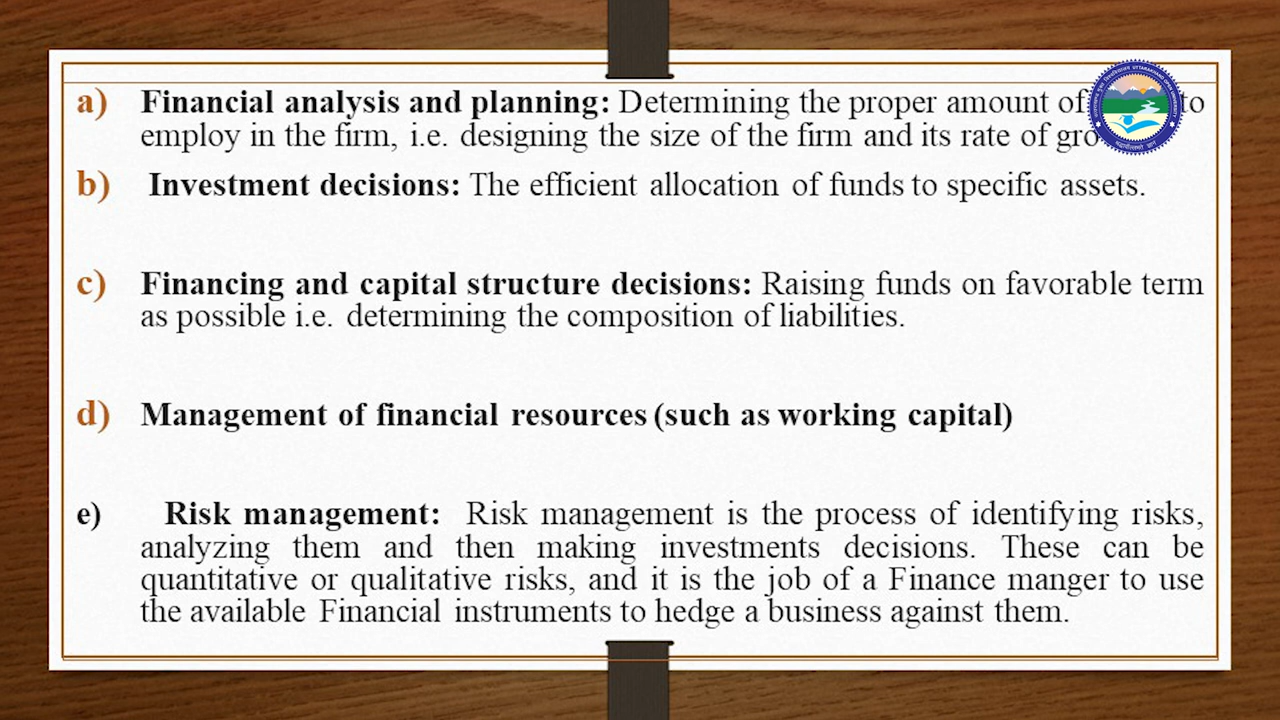 a) Financial analysis and planning: Determining the proper amount of to
employ in the firm, i.e. designing the size of the firm and its rate of gro
b) Investment decisions: The efficient allocation of funds to specific assets.
c) Financing and capital structure decisions: Raising funds on favorable term
as possible i.e. determining the composition of liabilities.
d) Management of financial resources (such as working capital)
e) Risk management: Risk management is the process of identifying risks,
analyzing them and then making investments decisions. These can be
quantitative or qualitative risks, and it is the job of a Finance manger to use
the available Financial instruments to hedge a business against them.